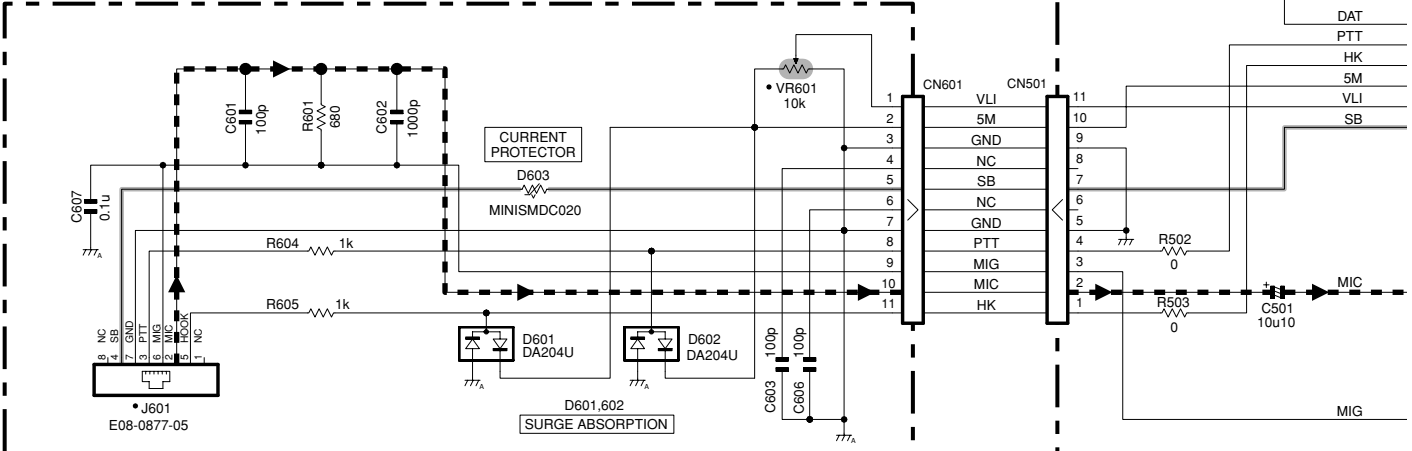 DAT
PTT
HK
5M
VLI
SB
C601
100p
R601
680
C602
1000p
VR601
10k
CN601
CN501
1 VLI 11
2 5M 10
3 GND 9
4 NC 8
5 SB 7
6 NC 6
7 GND 5
8 PTT 4
9 MIG 3
10 MIC 2
11 HK 1
CURRENT
PROTECTOR
D603
MINISMDC020
C607
0.1u
A
R604 1k
R605 1k
R502
0
R503
0
+
C501
10u10
MIC
MIG
8 NC
4 SB
7 GND
3 PTT
6 MIG
2 MIC
5 HOOK
1 NC
J601
E08-0877-05
D601
DA204U
A
D602
DA204U
A
D601,602
SURGE ABSORPTION
C603
100p
C606
100p
A